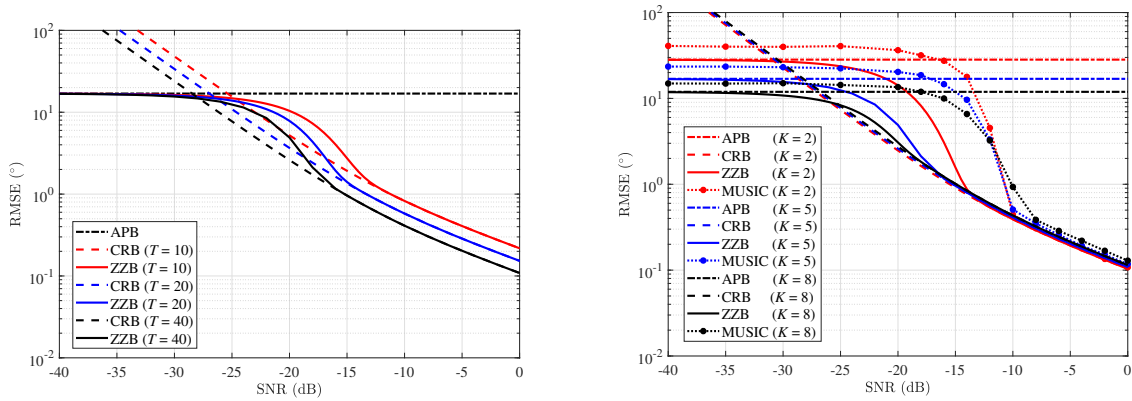 10^2
10^1
10^0
10^-1
10^-2
RMSE (°)
APB
CRB (T = 10)
ZZB (T = 10)
CRB (T = 20)
ZZB (T = 20)
CRB (T = 40)
ZZB (T = 40)
-40 -35 -30 -25 -20 -15 -10 -5 0
SNR (dB)
10^2
10^1
10^0
10^-1
10^-2
RMSE (°)
APB (K = 2)
CRB (K = 2)
ZZB (K = 2)
MUSIC (K = 2)
APB (K = 5)
CRB (K = 5)
ZZB (K = 5)
MUSIC (K = 5)
APB (K = 8)
CRB (K = 8)
ZZB (K = 8)
MUSIC (K = 8)
-40 -35 -30 -25 -20 -15 -10 -5 0
SNR (dB)